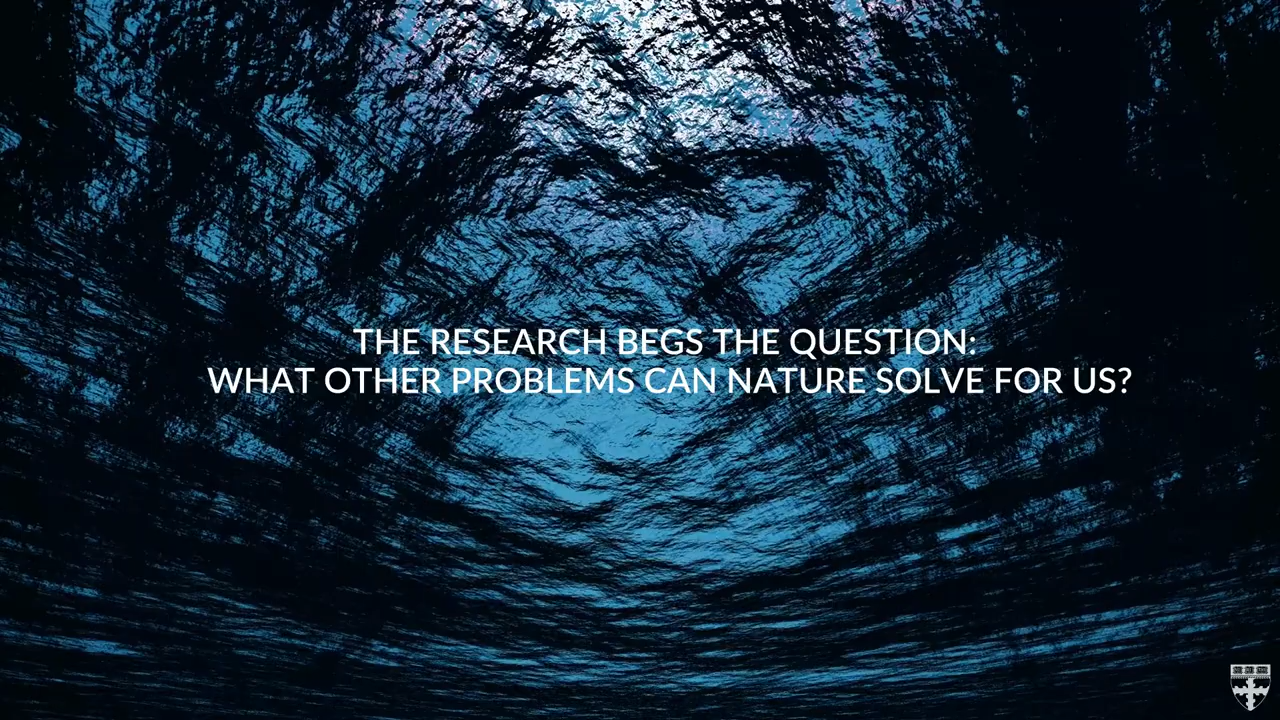 THE RESEARCH BEGS THE QUESTION:
WHAT OTHER PROBLEMS CAN NATURE SOLVE FOR US?